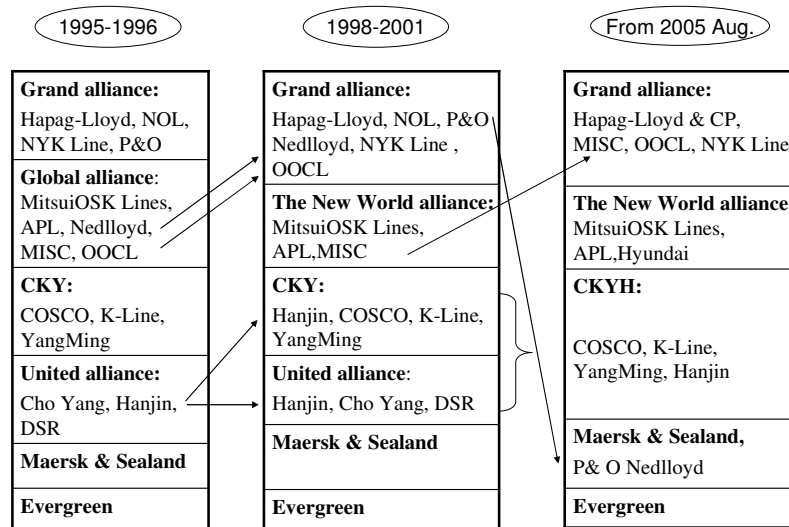 1995-1996
Grand alliance:
Hapag-Lloyd, NOL,
NYK Line, P&O
Global alliance:
MitsuiOSK Lines,
APL, Nedlloyd,
MISC, OOCL
CKY:
COSCO, K-Line,
YangMing
United alliance:
Cho Yang, Hanjin,
DSR
Maersk & Sealand
Evergreen
1998-2001
Grand alliance:
Hapag-Lloyd, NOL, P&O
Nedlloyd, NYK Line ,
OOCL
The New World alliance:
MitsuiOSK Lines,
APL,MISC
CKY:
Hanjin, COSCO, K-Line,
YangMing
United alliance:
Hanjin, Cho Yang, DSR
Maersk & Sealand
Evergreen
From 2005 Aug.
Grand alliance:
Hapag-Lloyd & CP,
MISC, OOCL, NYK Line
The New World alliance
MitsuiOSK Lines,
APL,Hyundai
CKYH:
COSCO, K-Line,
YangMing, Hanjin
Maersk & Sealand,
P& O Nedlloyd
Evergreen